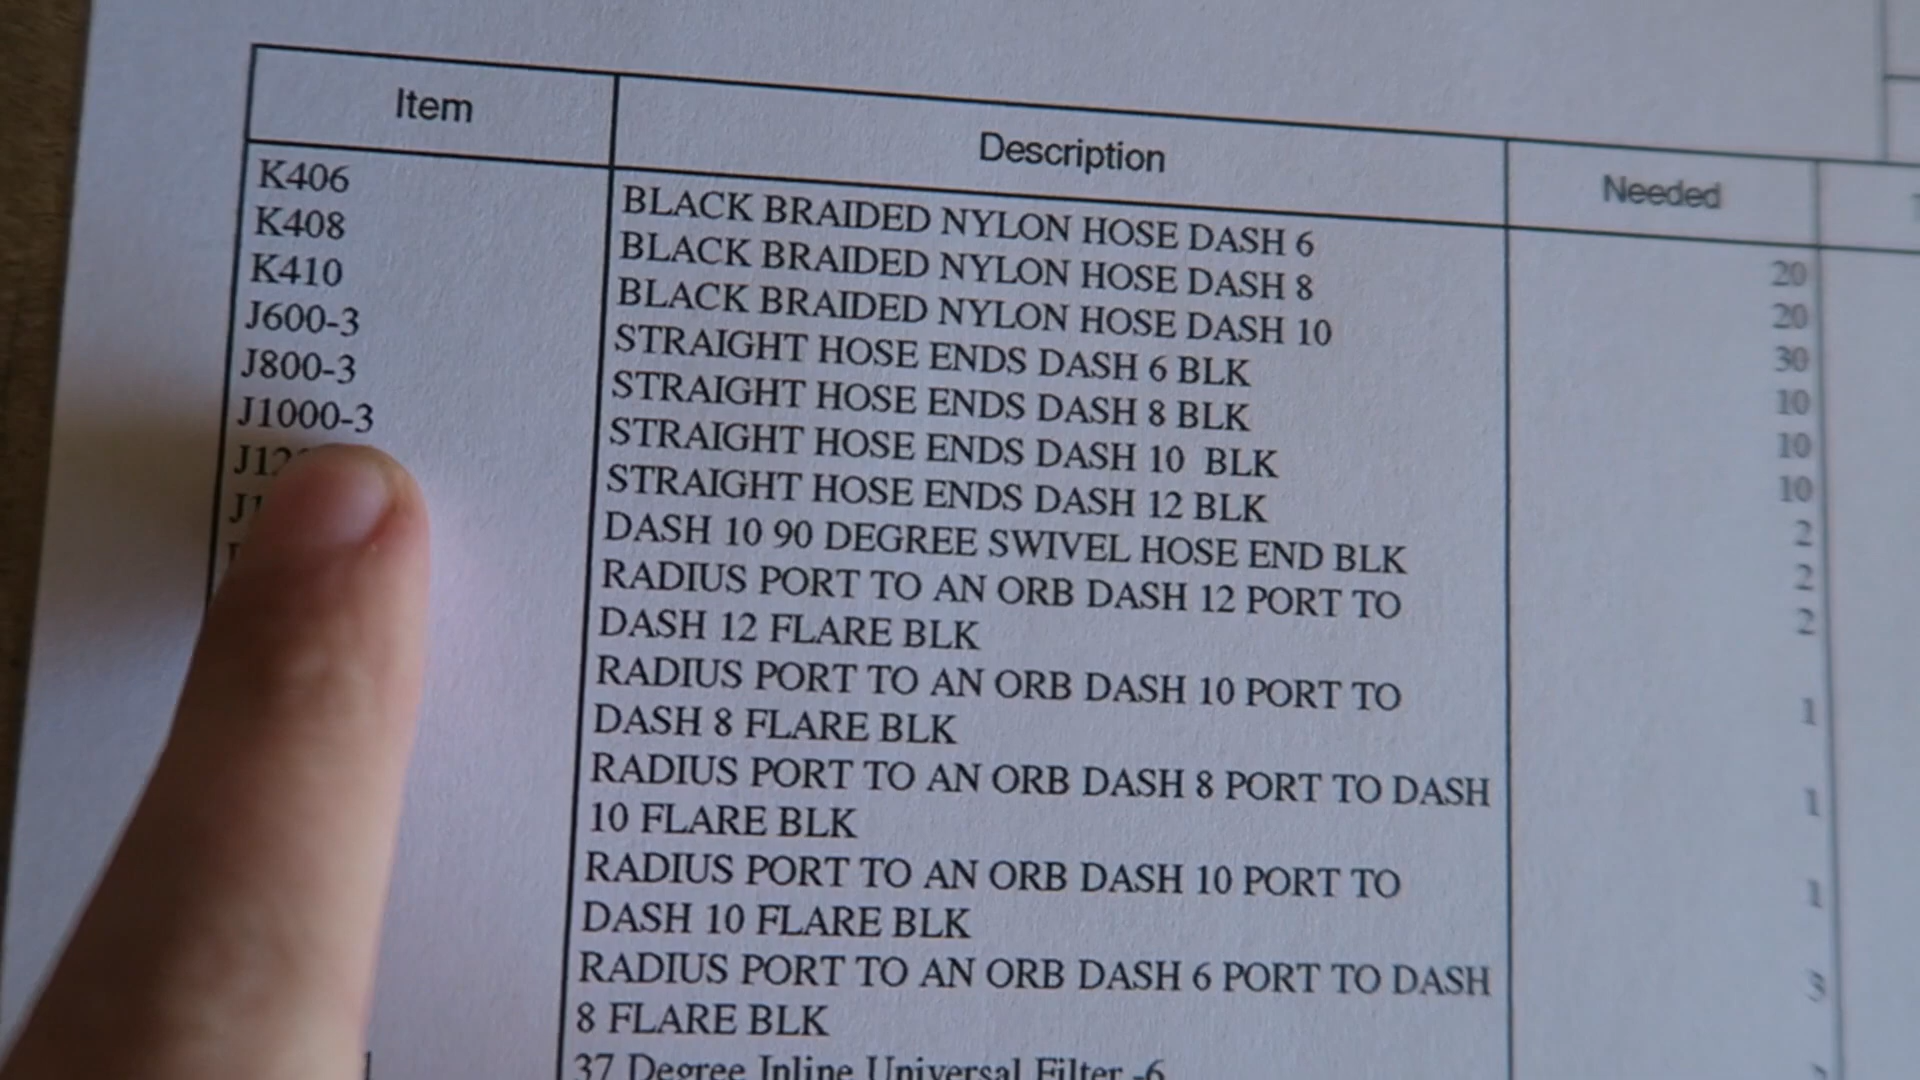 Item Description Needed
K406 BLACK BRAIDED NYLON HOSE DASH 6 20
K408 BLACK BRAIDED NYLON HOSE DASH 8 20
K410 BLACK BRAIDED NYLON HOSE DASH 10 30
J600-3 STRAIGHT HOSE ENDS DASH 6 BLK 10
J800-3 STRAIGHT HOSE ENDS DASH 8 BLK 10
J1000-3 STRAIGHT HOSE ENDS DASH 10 BLK 10
STRAIGHT HOSE ENDS DASH 12 BLK 2
DASH 10 90 DEGREE SWIVEL HOSE END BLK 2
RADIUS PORT TO AN ORB DASH 12 PORT TO 2
DASH 12 FLARE BLK
RADIUS PORT TO AN ORB DASH 10 PORT TO 1
DASH 8 FLARE BLK
RADIUS PORT TO AN ORB DASH 8 PORT TO DASH 1
10 FLARE BLK
RADIUS PORT TO AN ORB DASH 10 PORT TO 1
DASH 10 FLARE BLK
RADIUS PORT TO AN ORB DASH 6 PORT TO DASH 3
8 FLARE BLK
37 Degree Inline Universal Filter -6